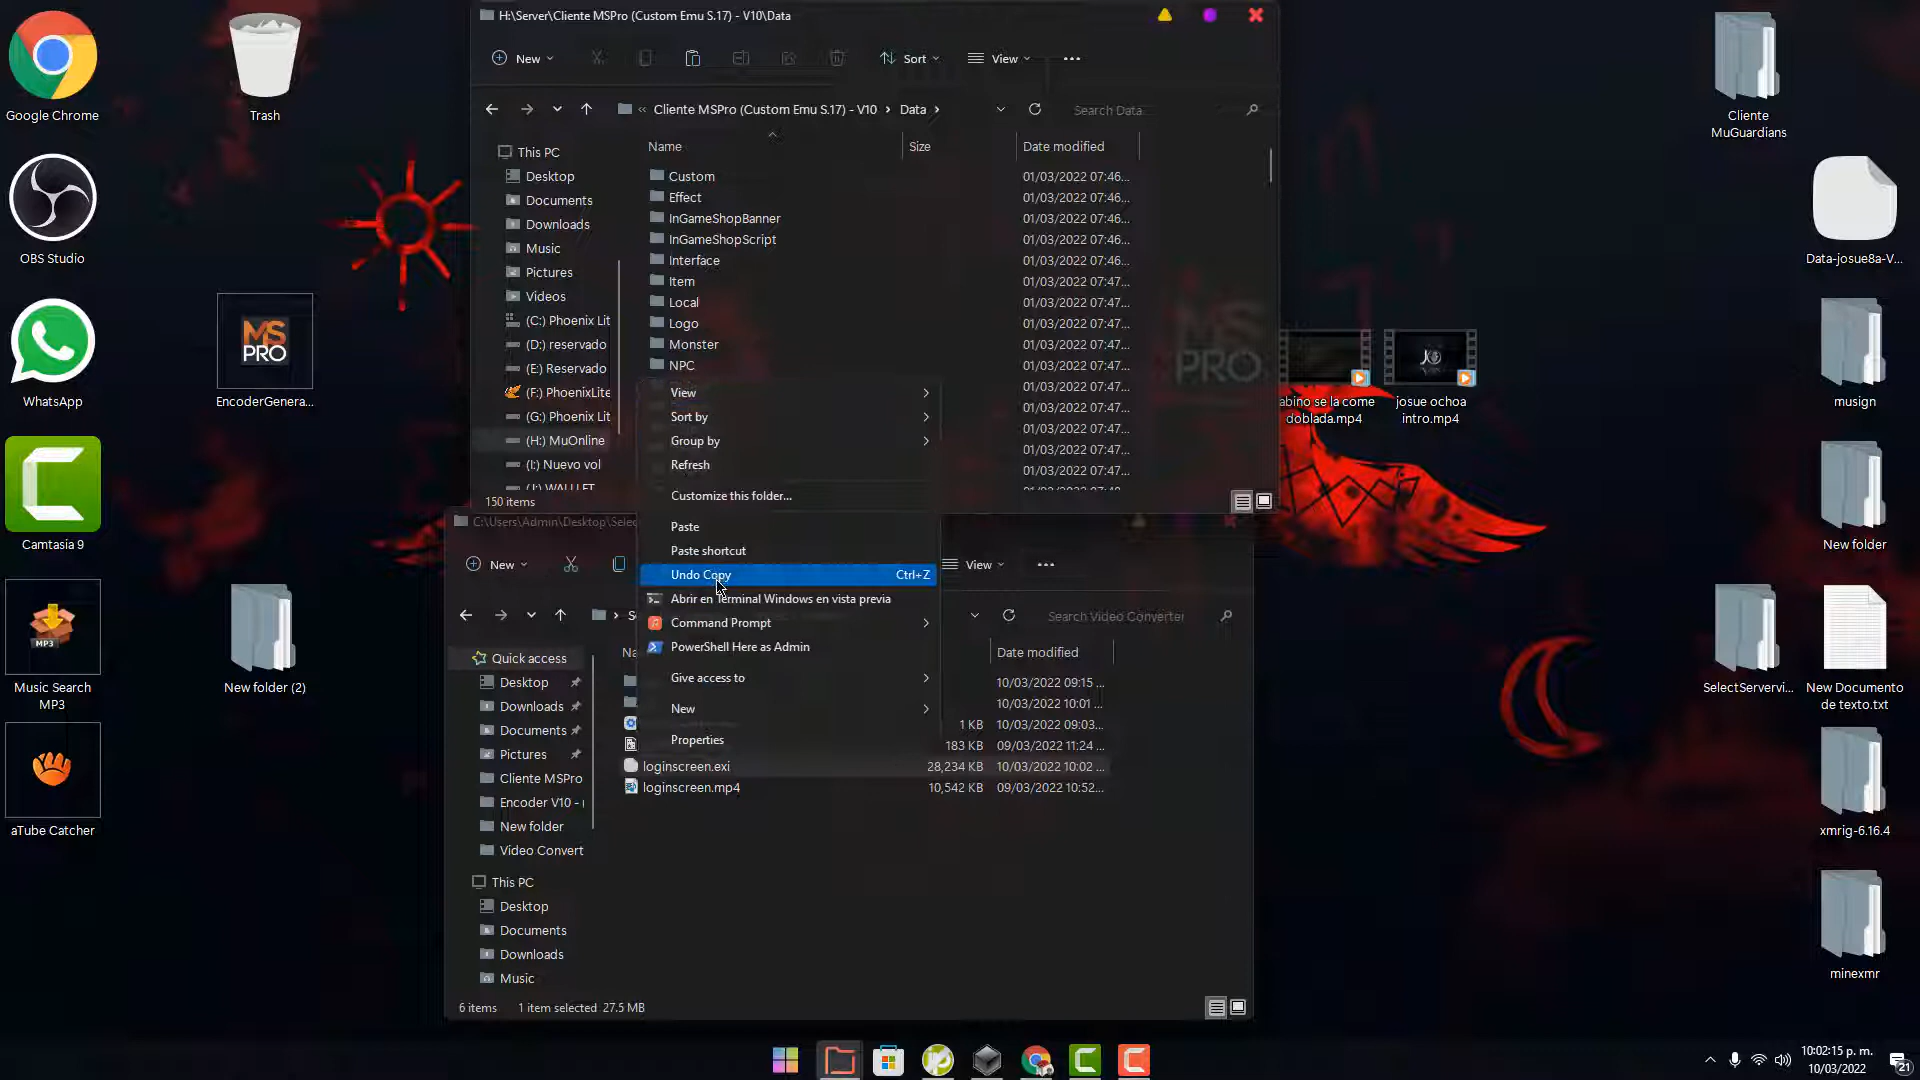 H:\Server\Cliente MSPro (Custom Emu S.17) - V10\Data
New
Sort
View
Cliente MSPro (Custom Emu S.17) - V10
Data
Search Data
Name
Size
Date modified
This PC
Desktop
Documents
Downloads
Music
Pictures
Videos
(C:) Phoenix Lit
(D:) reservado
(E:) Reservado
(F:) PhoenixLite
(G:) Phoenix Lit
(H:) MuOnline
(I:) Nuevo vol
(J:) WALLLET
Custom 01/03/2022 07:46...
Effect 01/03/2022 07:46...
InGameShopBanner 01/03/2022 07:46...
InGameShopScript 01/03/2022 07:46...
Interface 01/03/2022 07:46...
Item 01/03/2022 07:47...
Local 01/03/2022 07:47...
Logo 01/03/2022 07:47...
Monster 01/03/2022 07:47...
NPC 01/03/2022 07:47...
01/03/2022 07:47...
01/03/2022 07:47...
01/03/2022 07:47...
01/03/2022 07:47...
01/03/2022 07:47...
150 items
View
Sort by
Group by
Refresh
Customize this folder...
Paste
Paste shortcut
Undo Copy Ctrl+Z
Abrir en Terminal Windows en vista previa
Command Prompt
PowerShell Here as Admin
Give access to
New
Properties
C:\Users\Admin\Desktop\Selec
New
View
Search Video Converter
Date modified
Quick access
Desktop
Downloads
Documents
Pictures
Cliente MSPro
Encoder V10 -
New folder
Video Convert
This PC
Desktop
Documents
Downloads
Music
10/03/2022 09:15 ...
10/03/2022 10:01 ...
1 KB 10/03/2022 09:03...
183 KB 09/03/2022 11:24 ...
loginscreen.exi 28,234 KB 10/03/2022 10:02 ...
loginscreen.mp4 10,542 KB 09/03/2022 10:52...
6 items 1 item selected 27.5 MB
Google Chrome
Trash
OBS Studio
WhatsApp
MS
PRO
EncoderGenera...
Camtasia 9
MP3
Music Search
MP3
New folder (2)
aTube Catcher
MS
PRO
abino se la come
doblada.mp4
josue ochoa
intro.mp4
Cliente
MuGuardians
Data-josue8a-V...
musign
New folder
SelectServervi...
New Documento
de texto.txt
xmrig-6.16.4
minexmr
10:02:15 p. m.
10/03/2022
21